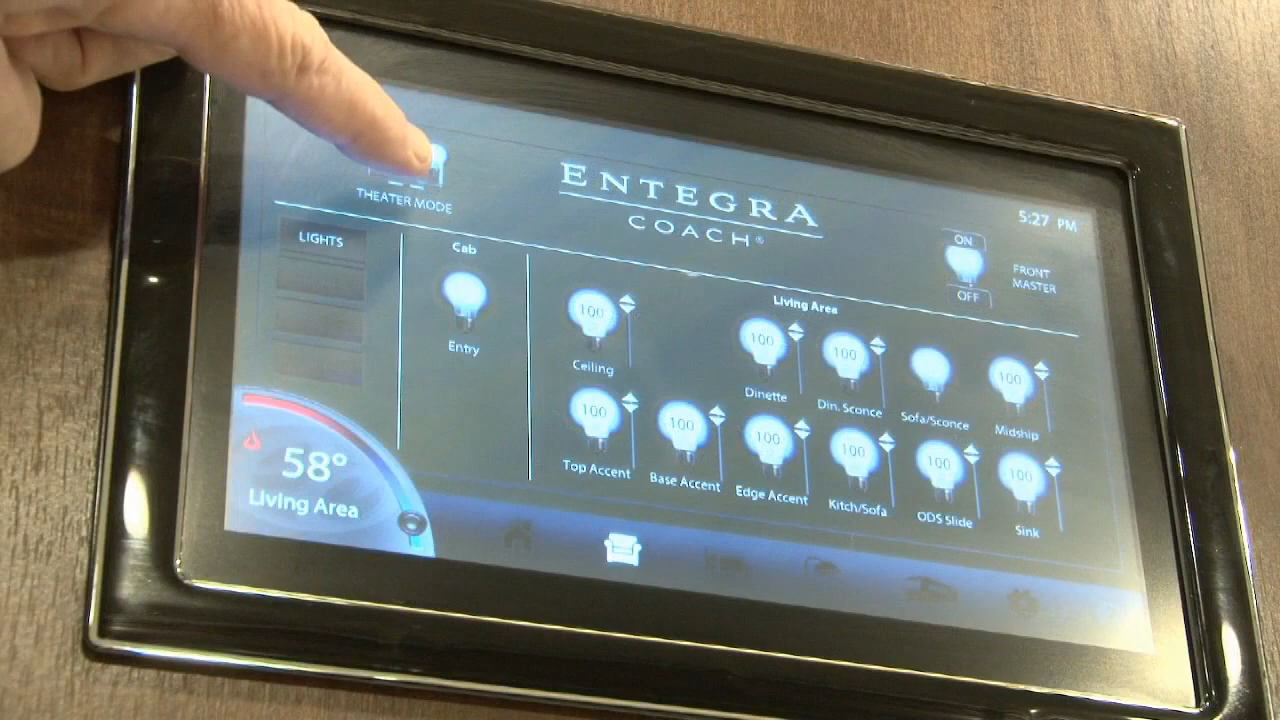 THEATER MODE
ENTEGRA
COACH®
5:27 PM
ON
OFF
FRONT
MASTER
LIGHTS
Cab
Entry
Living Area
100
Ceiling
100
Dinette
100
Din. Sconce
Sofa/Sconce
100
Midship
100
Top Accent
100
Base Accent
100
Edge Accent
100
Kitch/Sofa
100
ODS Slide
100
Sink
58°
Living Area